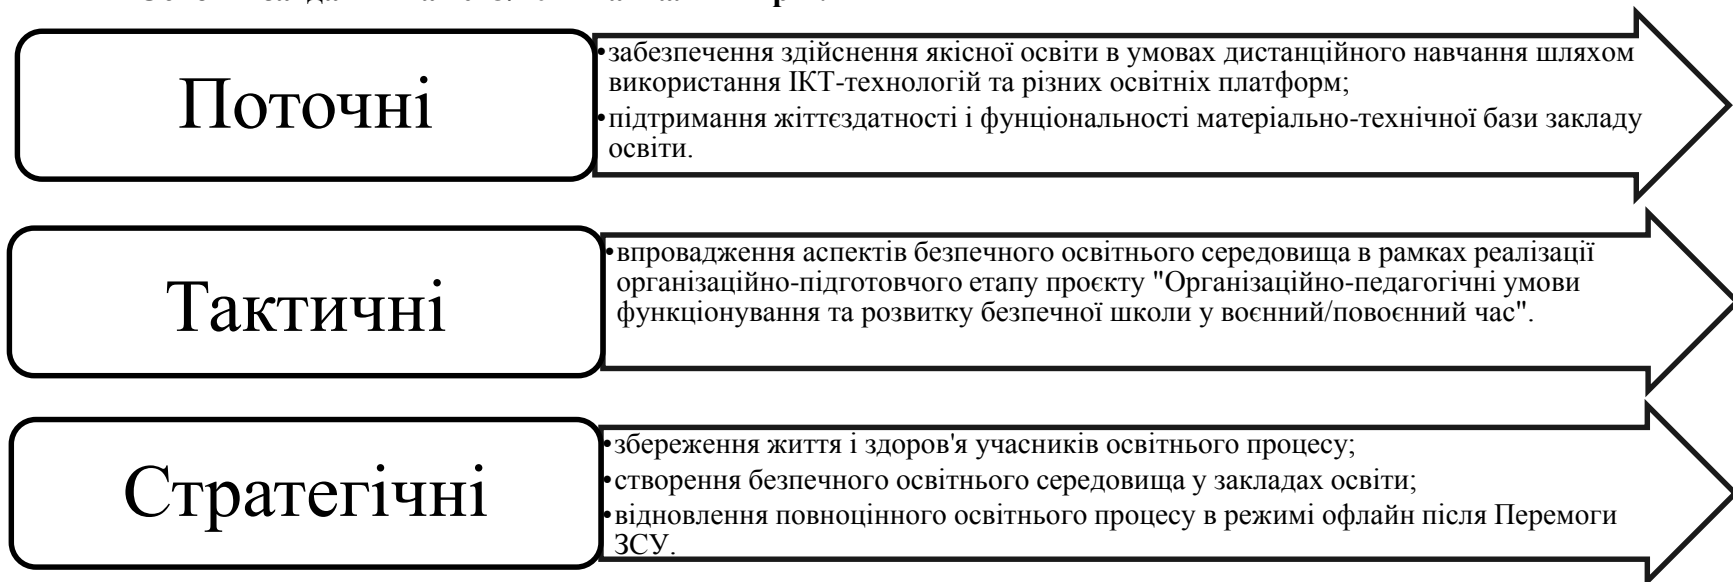 Поточні
•забезпечення здійснення якісної освіти в умовах дистанційного навчання шляхом
використання ІКТ-технологій та різних освітніх платформ;
•підтримання жіттєздатності і фунціональності матеріально-технічної бази закладу
освіти.
Тактичні
•впровадження аспектів безпечного освітнього середовища в рамках реалізації
організаційно-підготовчого етапу проєкту "Організаційно-педагогічні умови
функціонування та розвитку безпечної школи у воєнний/повоєнний час".
Стратегічні
•збереження життя і здоров'я учасників освітнього процесу;
•створення безпечного освітнього середовища у закладах освіти;
•відновлення повноцінного освітнього процесу в режимі офлайн після Перемоги
ЗСУ.